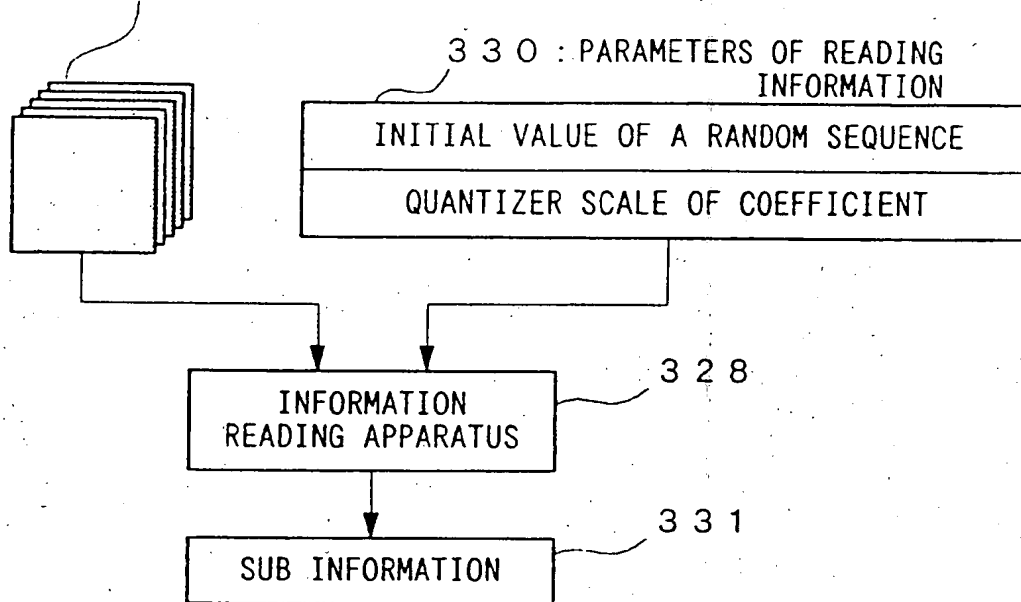 330 : PARAMETERS OF READING
INFORMATION
INITIAL VALUE OF A RANDOM SEQUENCE
QUANTIZER SCALE OF COEFFICIENT
328
INFORMATION
READING APPARATUS
331
SUB INFORMATION